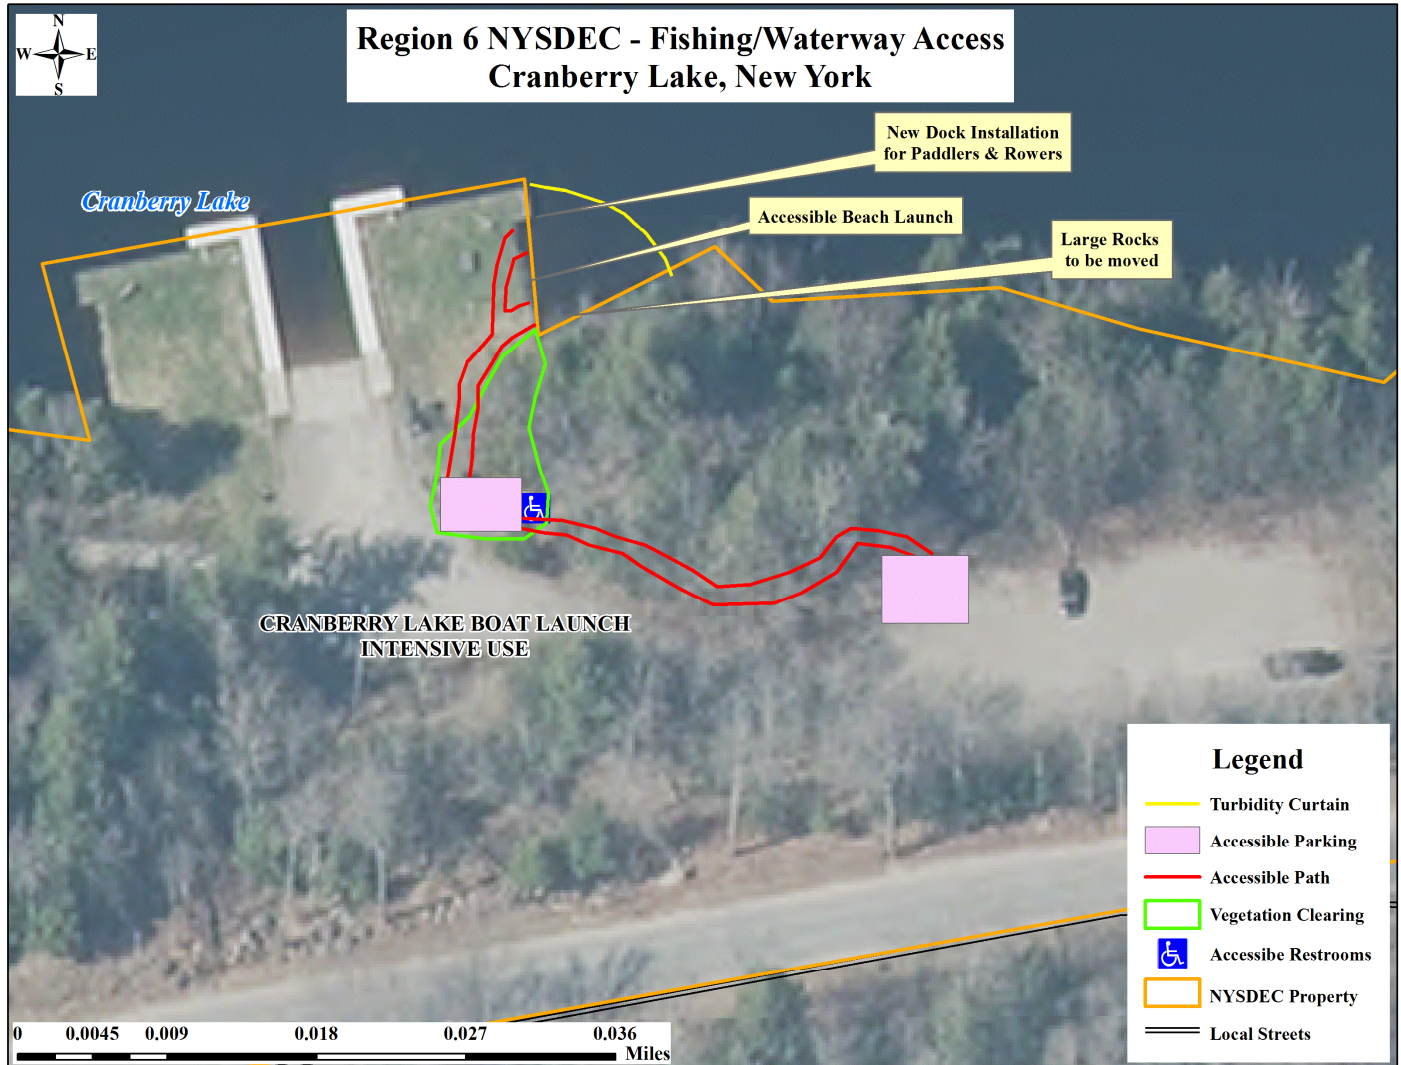 N
W E
S
Region 6 NYSDEC - Fishing/Waterway Access
Cranberry Lake, New York
New Dock Installation
for Paddlers & Rowers
Cranberry Lake
Accessible Beach Launch
Large Rocks
to be moved
CRANBERRY LAKE BOAT LAUNCH
INTENSIVE USE
Legend
Turbidity Curtain
Accessible Parking
Accessible Path
Vegetation Clearing
Accessibe Restrooms
NYSDEC Property
Local Streets
0 0.0045 0.009 0.018 0.027 0.036
Miles